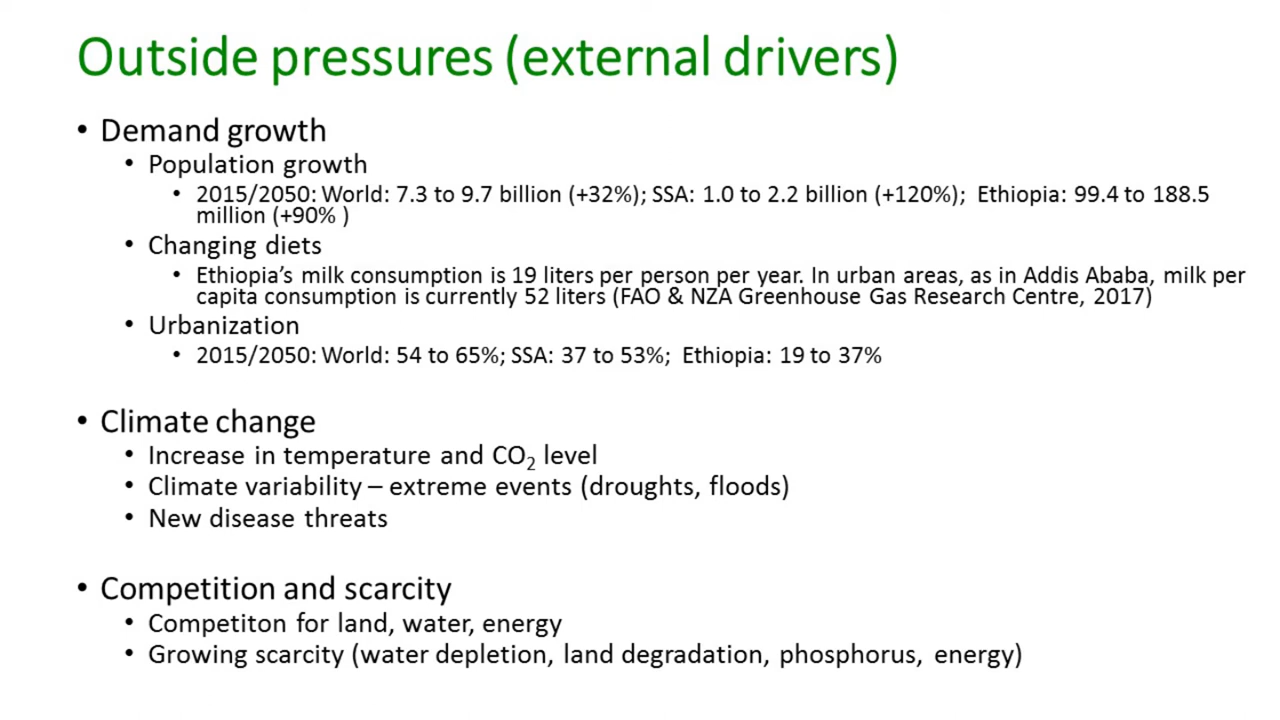 Outside pressures (external drivers)
• Demand growth
• Population growth
• 2015/2050: World: 7.3 to 9.7 billion (+32%); SSA: 1.0 to 2.2 billion (+120%); Ethiopia: 99.4 to 188.5
million (+90% )
• Changing diets
• Ethiopia's milk consumption is 19 liters per person per year. In urban areas, as in Addis Ababa, milk per
capita consumption is currently 52 liters (FAO & NZA Greenhouse Gas Research Centre, 2017)
• Urbanization
• 2015/2050: World: 54 to 65%; SSA: 37 to 53%; Ethiopia: 19 to 37%
• Climate change
• Increase in temperature and CO₂ level
• Climate variability – extreme events (droughts, floods)
• New disease threats
• Competition and scarcity
• Competiton for land, water, energy
• Growing scarcity (water depletion, land degradation, phosphorus, energy)